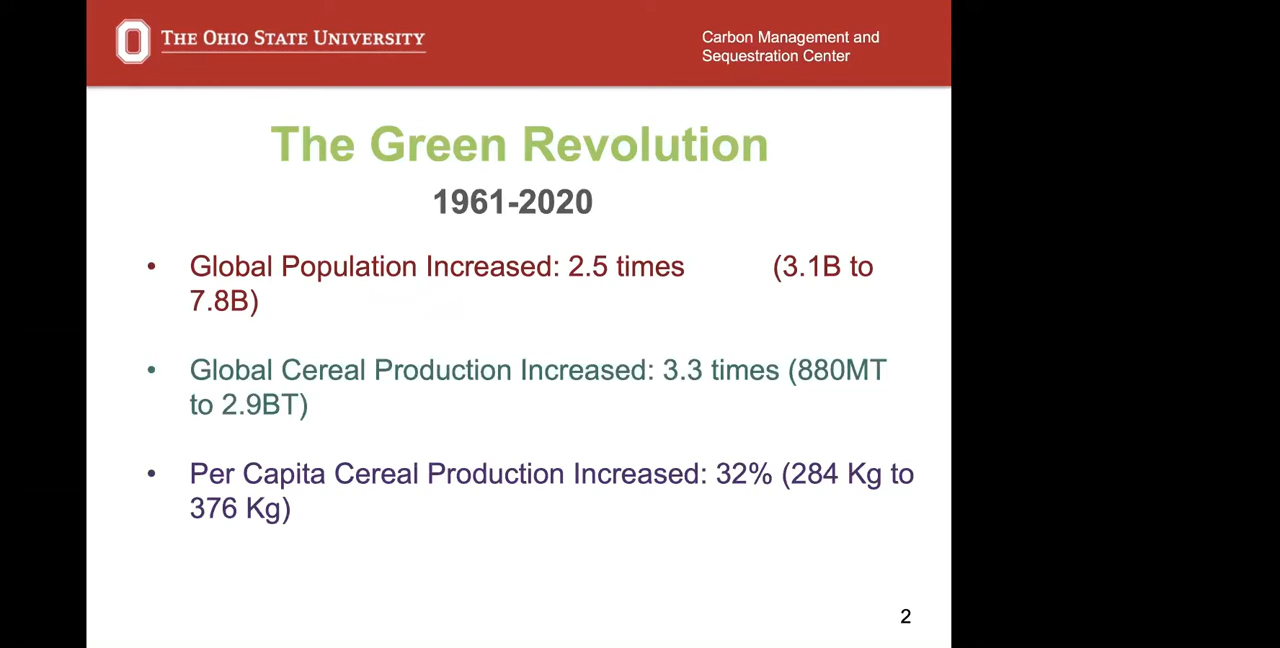 THE OHIO STATE UNIVERSITY
Carbon Management and
Sequestration Center
The Green Revolution
1961-2020
• Global Population Increased: 2.5 times (3.1B to
7.8B)
• Global Cereal Production Increased: 3.3 times (880MT
to 2.9BT)
• Per Capita Cereal Production Increased: 32% (284 Kg to
376 Kg)
2